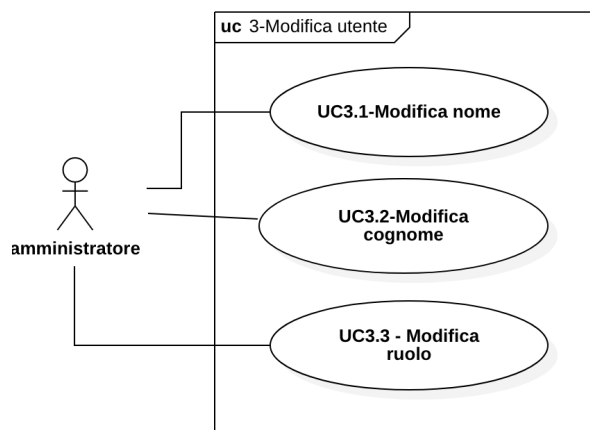 uc 3-Modifica utente
UC3.1-Modifica nome
UC3.2-Modifica
cognome
amministratore
UC3.3 - Modifica
ruolo